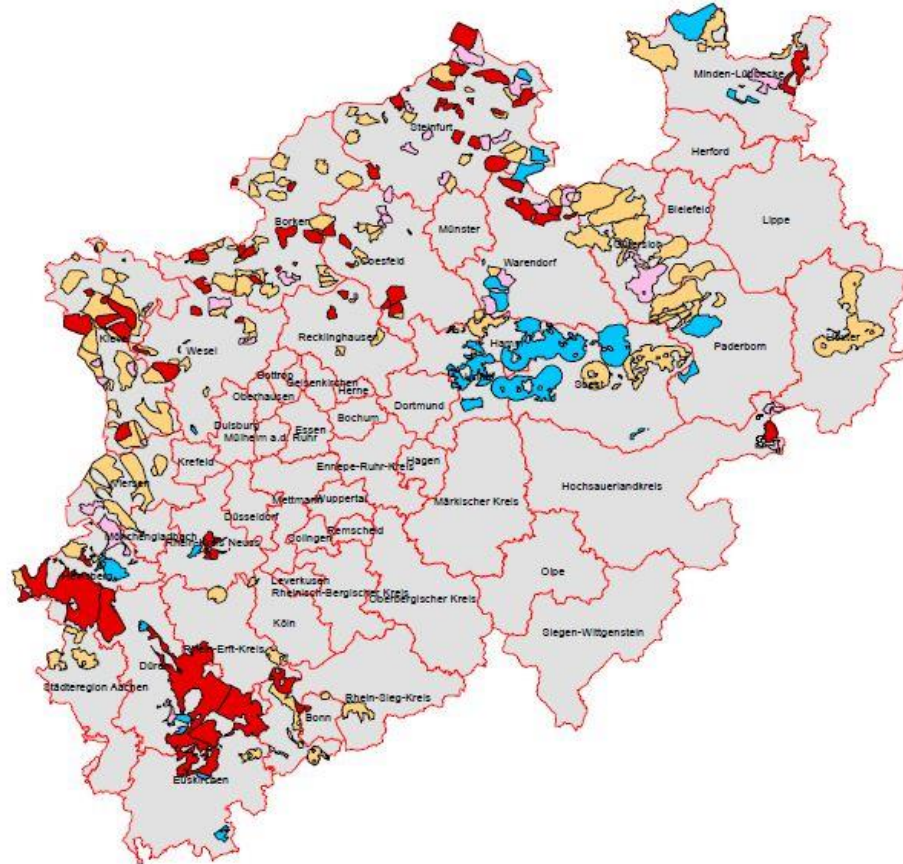 Minden-Lübbecke
Steinfurt
Herford
Bielefeld
Lippe
Borken
Münster
Coesfeld
Warendorf
Gütersloh
Höxter
Kleve
Wesel
Recklinghausen
Hamm
Paderborn
Soest
Bottrop
Gelsenkirchen
Oberhausen
Herne
Dortmund
Duisburg
Bochum
Essen
Mülheim a.d. Ruhr
Krefeld
Hagen
Ennepe-Ruhr-Kreis
Viersen
Hochsauerlandkreis
Mettmann
Wuppertal
Märkischer Kreis
Düsseldorf
Mönchengladbach
Rhein-Kreis Neuss
Solingen
Remscheid
Heinsberg
Leverkusen
Rheinisch-Bergischer Kreis
Oberbergischer Kreis
Olpe
Köln
Siegen-Wittgenstein
Rhein-Erft-Kreis
Düren
Städteregion Aachen
Rhein-Sieg-Kreis
Bonn
Euskirchen